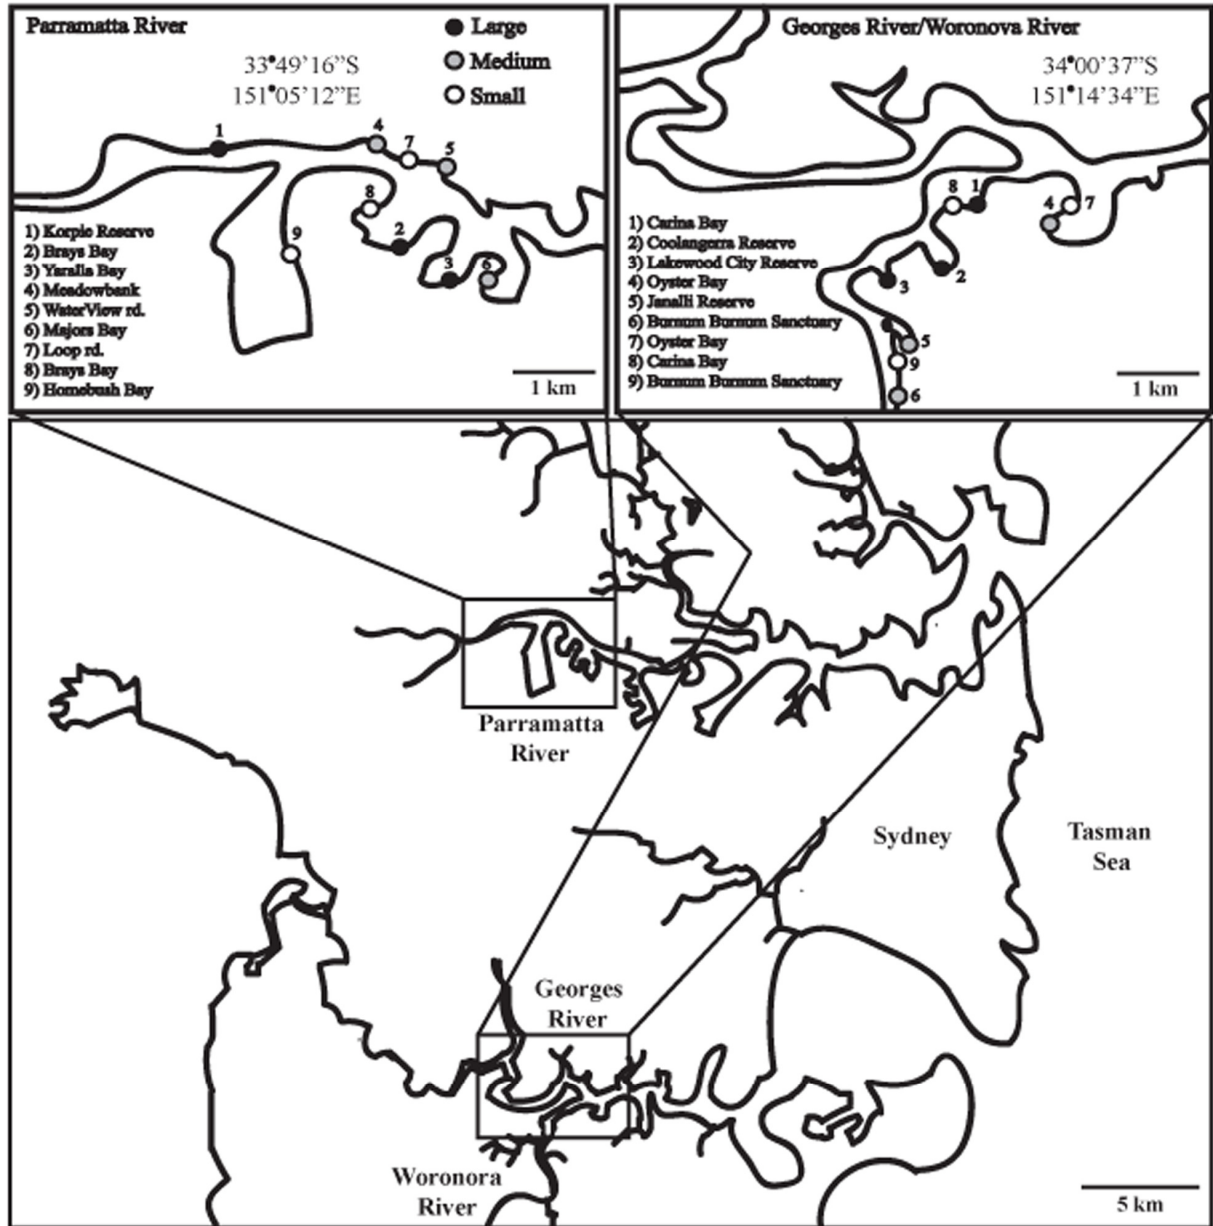 Parramatta River
Large
Medium
Small
33°49'16"S
151°05'12"E
1
4
7
5
8
9
2
3
6
1) Korpie Reserve
2) Brays Bay
3) Yaralla Bay
4) Meadowbank
5) WaterView rd.
6) Majors Bay
7) Loop rd.
8) Brays Bay
9) Homebush Bay
1 km
Georges River/Woronova River
34°00'37"S
151°14'34"E
8
1
4
7
2
3
5
9
6
1) Carina Bay
2) Coolangerra Reserve
3) Lakewood City Reserve
4) Oyster Bay
5) Janalli Reserve
6) Burnum Burnum Sanctuary
7) Oyster Bay
8) Carina Bay
9) Burnum Burnum Sanctuary
1 km
Parramatta
River
Sydney
Tasman
Sea
Georges
River
Woronora
River
5 km